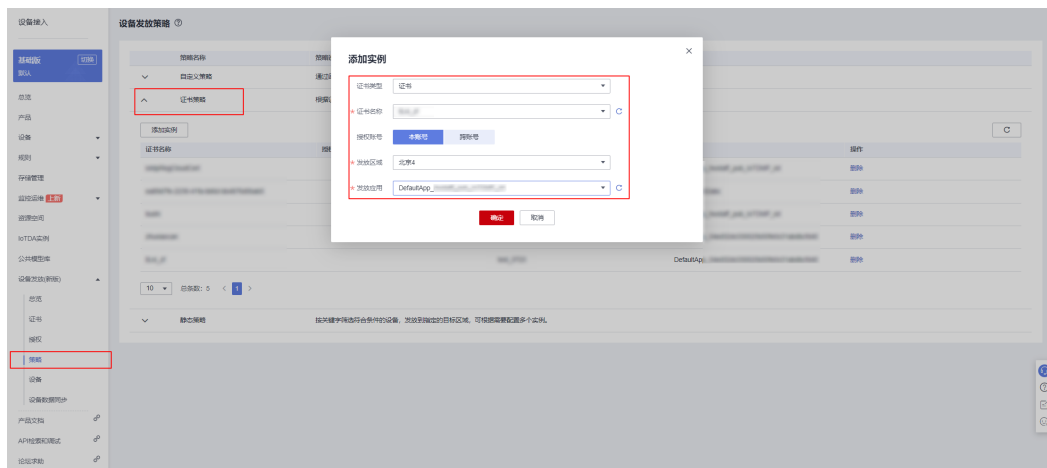 设备接入
基础版
切换
默认
总览
产品
设备
规则
存储管理
监控运维 上新
资源空间
IoTDA实例
公共模型库
设备发放(新版)
总览
证书
授权
策略
设备
设备数据同步
产品文档
API检索和调试
论坛求助
设备发放策略
策略名称
自定义策略
证书策略
添加实例
证书名称
操作
删除
删除
删除
删除
DefaultApp_
删除
10
总条数: 5
1
静态策略
按关键字筛选符合条件的设备，发放到指定的目标区域，可根据需要配置多个实例。
添加实例
证书类型
证书
* 证书名称
授权账号
本账号
跨账号
* 发放区域
北京4
* 发放应用
DefaultApp_
确定
取消